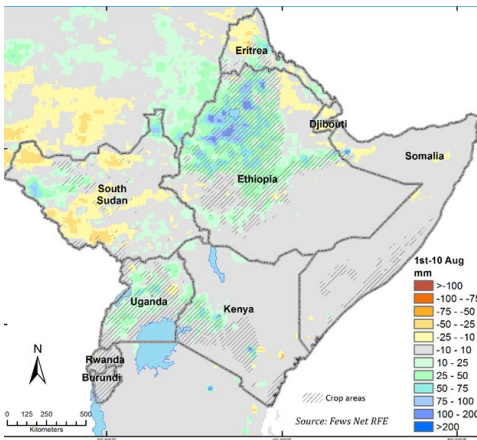 Eritrea
Djibouti
Somalia
Ethiopia
South
Sudan
Uganda
Kenya
Rwanda
Burundi
N
0 125 250 500
Kilometers
1st-10 Aug
mm
>-100
-100 - -75
-75 - -50
-50 - -25
-25 - -10
-10 - 10
10 - 25
25 - 50
50 - 75
75 - 100
100 - 200
>200
Crop areas
Source: Fews Net RFE